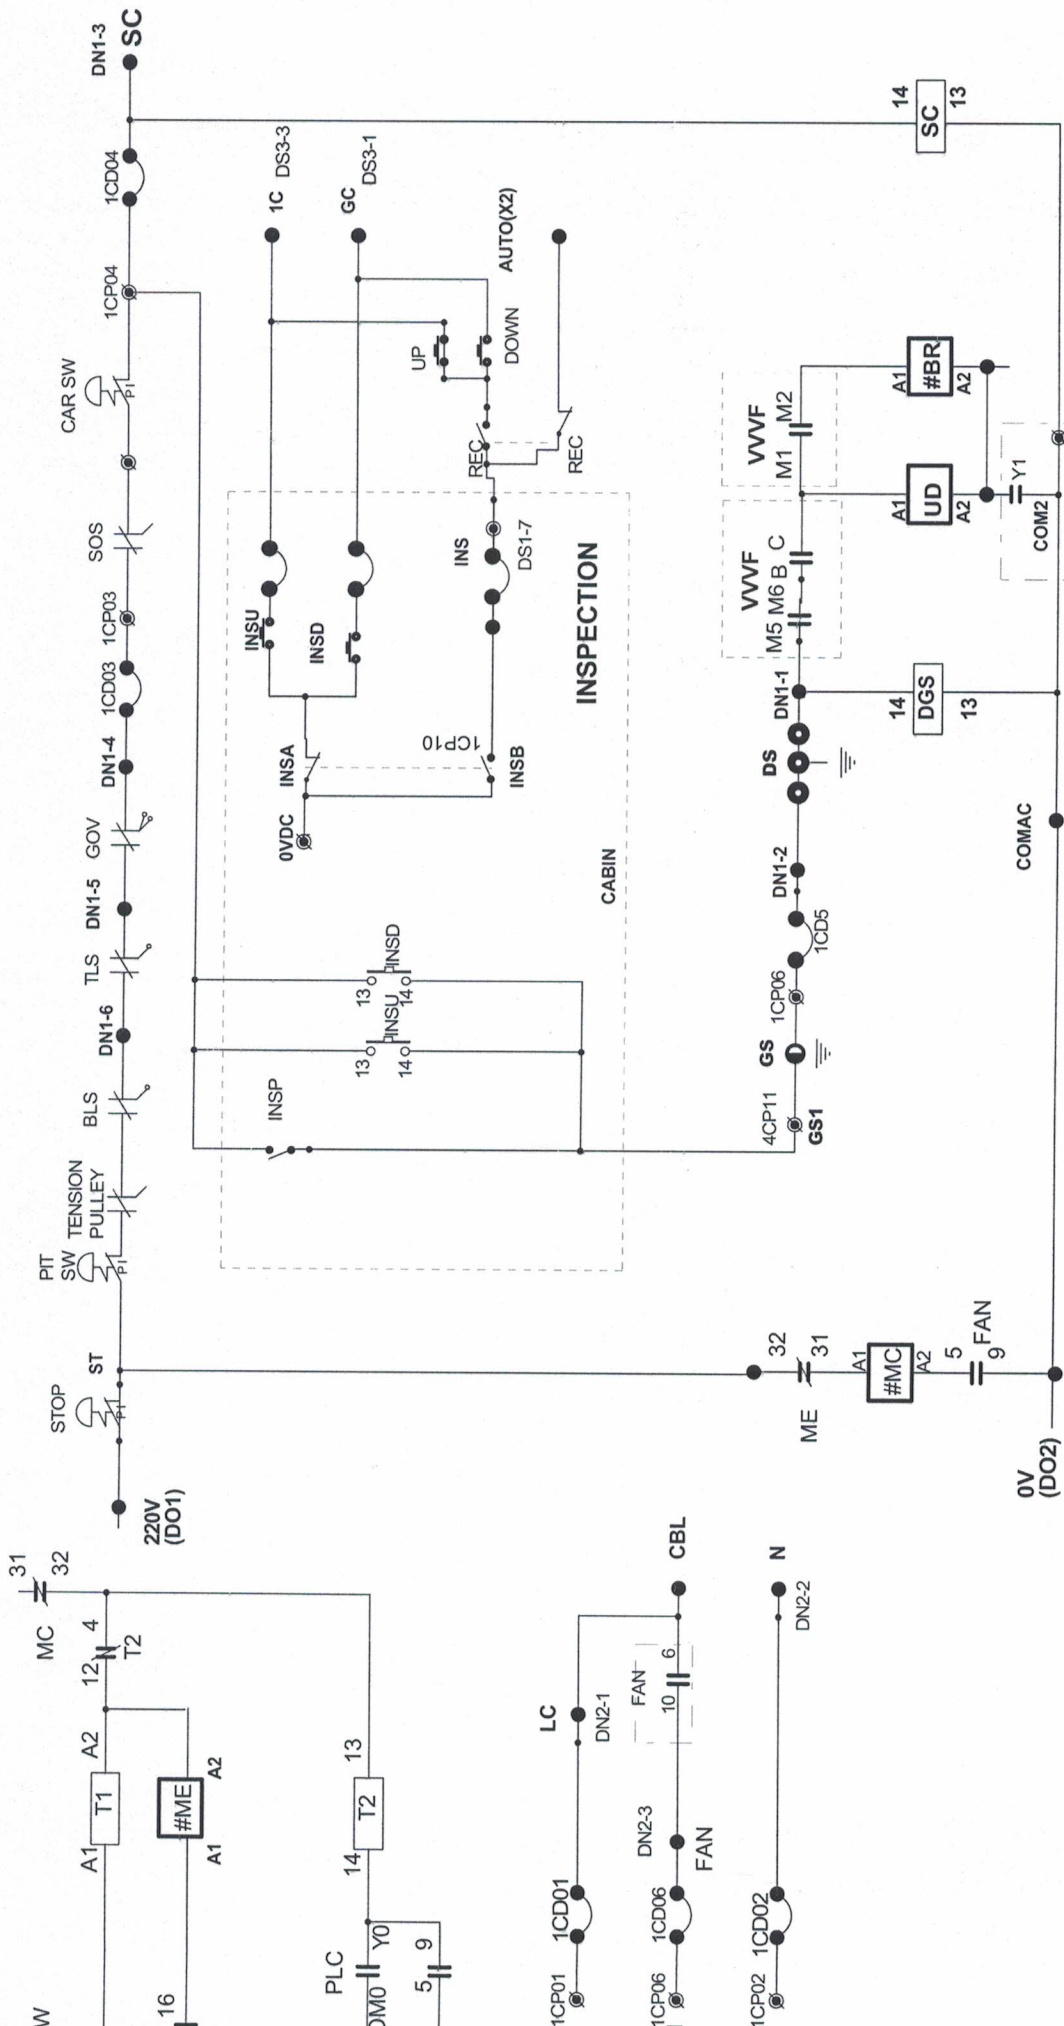 220V
(DO1)
STOP
ST
PIT
SW
TENSION
PULLEY
BLS
DN1-6
TLS
DN1-5
GOV
DN1-4
1CD03
1CP03
SOS
CAR SW
1CP04
1CD04
DN1-3
SC
INSP
13
14
INSU
13
14
INSD
0VDC
INSA
1CP10
INSB
INSU
INSD
INS
DS1-7
CABIN
INSPECTION
1C
DS3-3
GC
DS3-1
UP
DOWN
REC
REC
AUTO(X2)
4CP11
GS1
GS
1CP06
1CD5
DN1-2
DS
DN1-1
VVVF
M5 M6 B C
VVVF
M1 M2
14
DGS
13
A1
UD
A2
A1
#BR
A2
Y1
COM2
14
SC
13
ME
32
31
A1
#MC
A2
5
9
FAN
0V
(DO2)
COMAC
MC
31
32
12
4
T2
A1
T1
A2
A1
#ME
A2
W
16
14
T2
13
PLC
Y0
5
9
1CP01
1CD01
LC
DN2-1
1CP06
1CD06
DN2-3
FAN
FAN
10
6
CBL
1CP02
1CD02
N
DN2-2